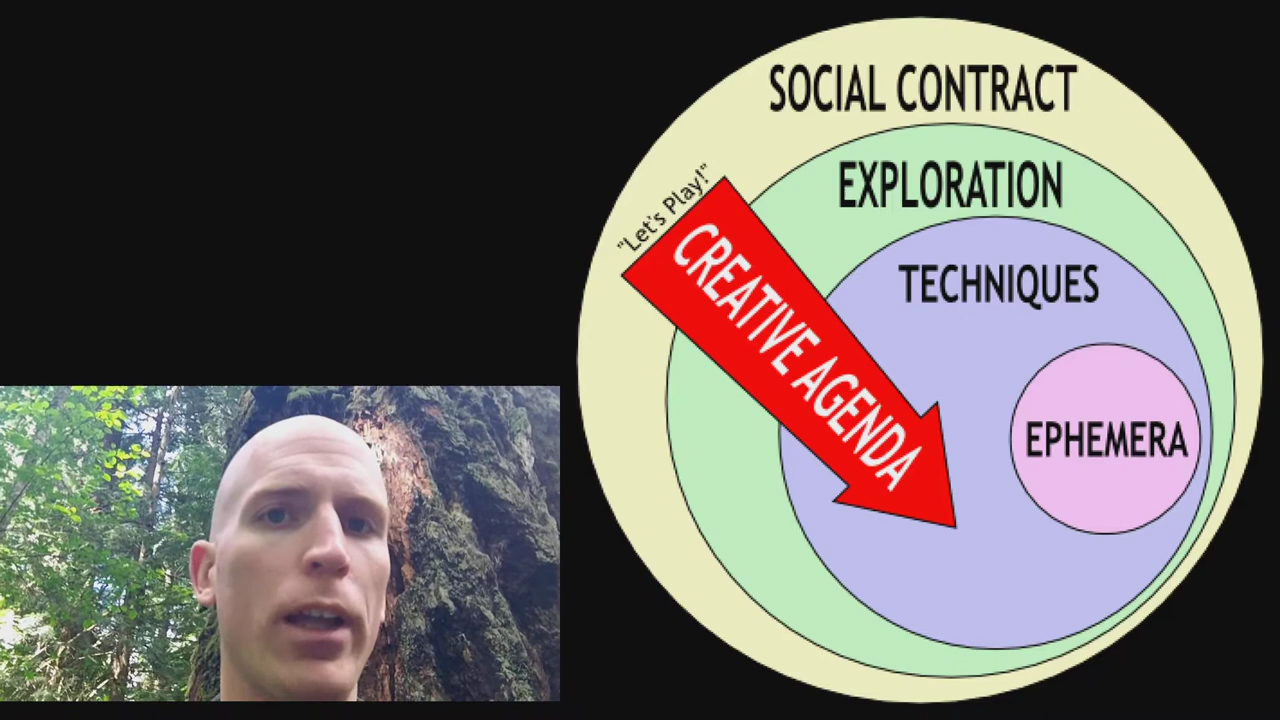 SOCIAL CONTRACT
EXPLORATION
"Let's Play!"
CREATIVE AGENDA
TECHNIQUES
EPHEMERA